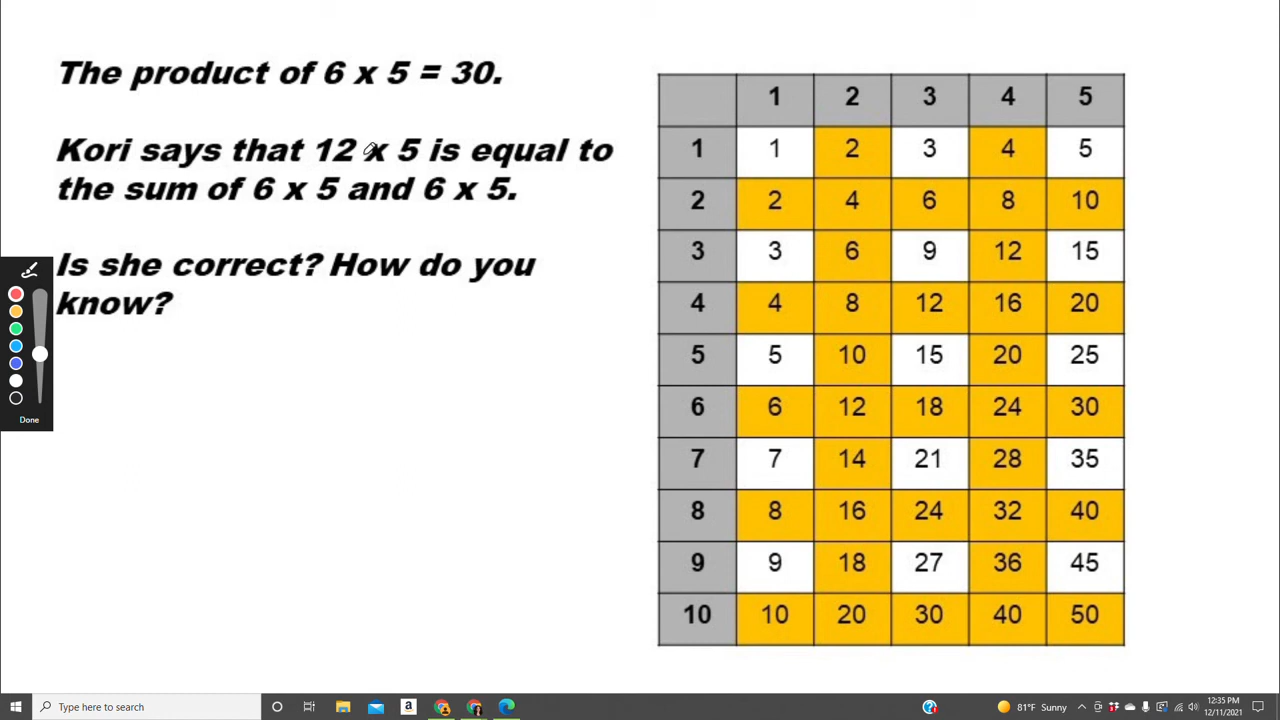 The product of 6 x 5 = 30.
Kori says that 12 x 5 is equal to
the sum of 6 x 5 and 6 x 5.
Is she correct? How do you
know?
1 2 3 4 5
1 1 2 3 4 5
2 2 4 6 8 10
3 3 6 9 12 15
4 4 8 12 16 20
5 5 10 15 20 25
6 6 12 18 24 30
7 7 14 21 28 35
8 8 16 24 32 40
9 9 18 27 36 45
10 10 20 30 40 50
Done
Type here to search
81°F Sunny
12:35 PM
12/11/2021